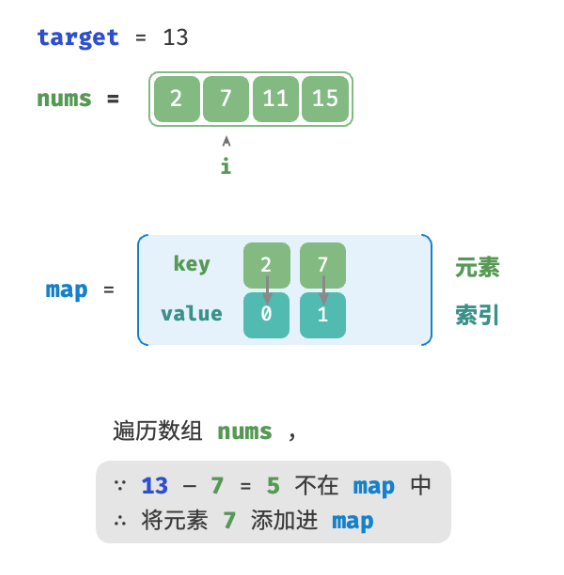 target = 13
nums = 2 7 11 15
i
key 2 7 元素
map =
value 0 1 索引
遍历数组 nums ，
∵ 13 – 7 = 5 不在 map 中
∴ 将元素 7 添加进 map